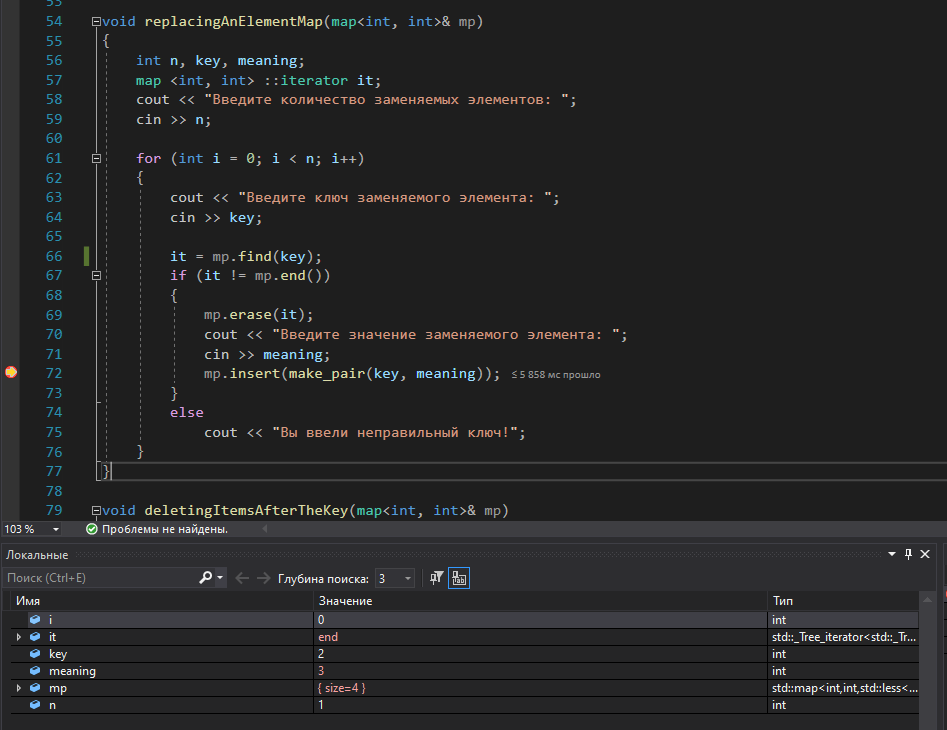 53
54 void replacingAnElementMap(map<int, int>& mp)
55 {
56 int n, key, meaning;
57 map <int, int> ::iterator it;
58 cout << "Введите количество заменяемых элементов: ";
59 cin >> n;
60
61 for (int i = 0; i < n; i++)
62 {
63 cout << "Введите ключ заменяемого элемента: ";
64 cin >> key;
65
66 it = mp.find(key);
67 if (it != mp.end())
68 {
69 mp.erase(it);
70 cout << "Введите значение заменяемого элемента: ";
71 cin >> meaning;
72 mp.insert(make_pair(key, meaning)); ≤ 5 858 мс прошло
73 }
74 else
75 cout << "Вы ввели неправильный ключ!";
76 }
77 }
78
79 void deletingItemsAfterTheKey(map<int, int>& mp)
103 % Проблемы не найдены.
Локальные
Поиск (Ctrl+E) Глубина поиска: 3
Имя Значение Тип
i 0 int
it end std::_Tree_iterator<std::_Tr...
key 2 int
meaning 3 int
mp { size=4 } std::map<int,int,std::less<...
n 1 int